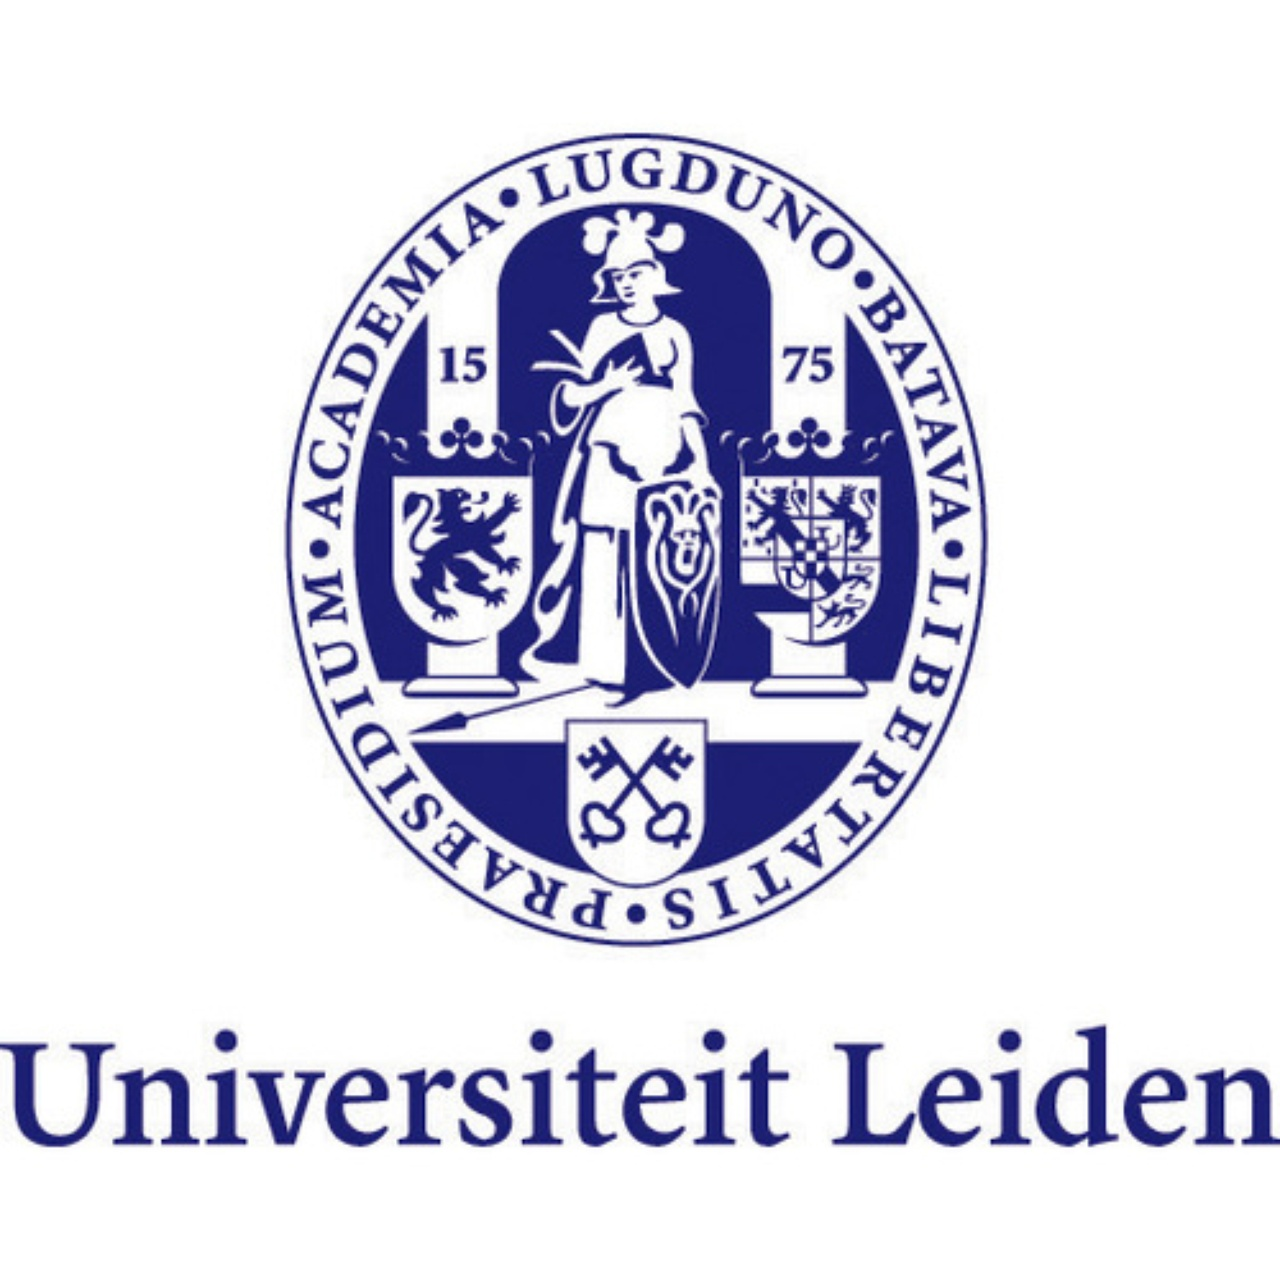 ACADEMIA • LUGDUNO • BATAVA • LIBERTATIS • PRAESIDIUM •
15 75
Universiteit Leiden